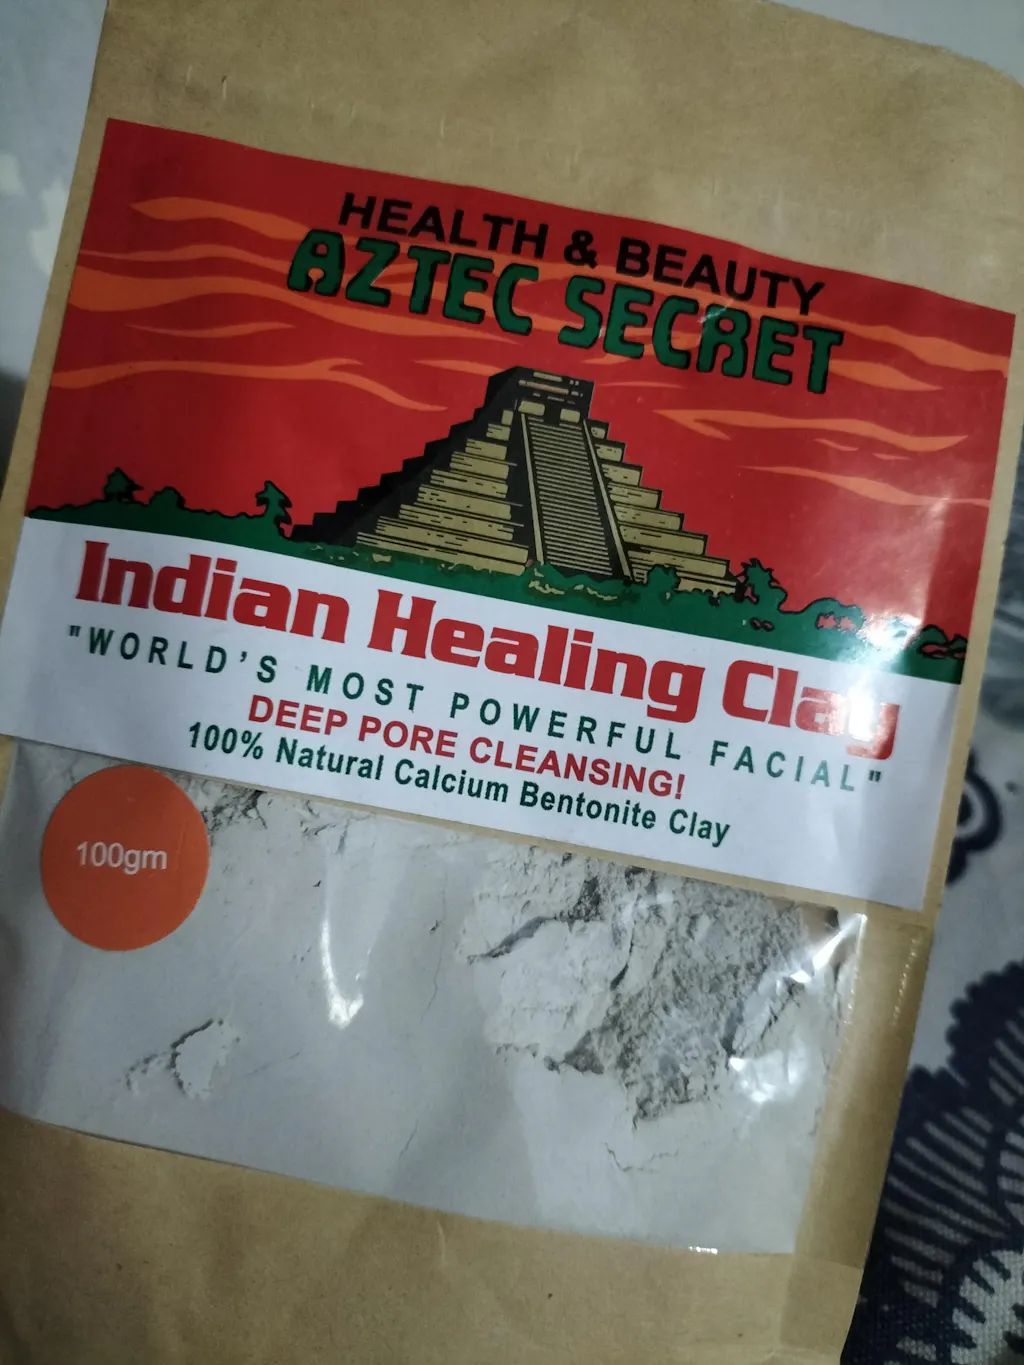 HEALTH & BEAUTY
AZTEC SECRET
Indian Healing Clay
"WORLD'S MOST POWERFUL FACIAL"
DEEP PORE CLEANSING!
100% Natural Calcium Bentonite Clay
100gm